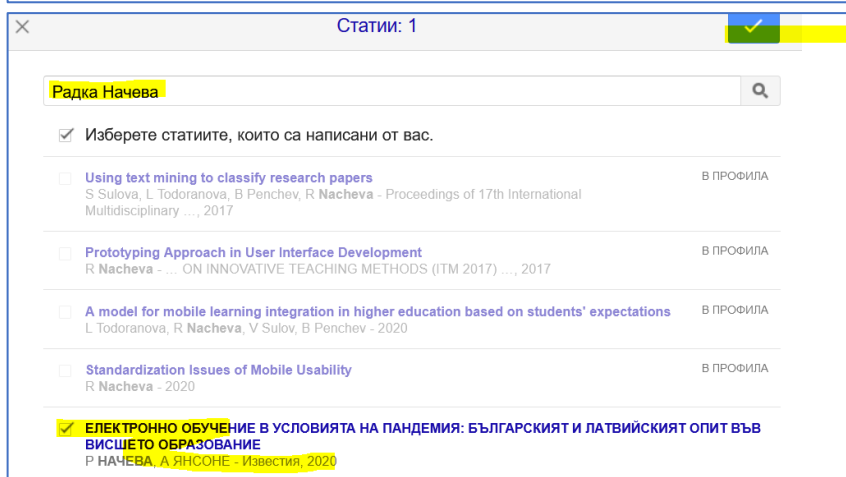 Статии: 1
Радка Начева
Изберете статиите, които са написани от вас.
Using text mining to classify research papers
В ПРОФИЛА
S Sulova, L Todoranova, B Penchev, R Nacheva - Proceedings of 17th International
Multidisciplinary …, 2017
Prototyping Approach in User Interface Development
В ПРОФИЛА
R Nacheva - … ON INNOVATIVE TEACHING METHODS (ITM 2017) …, 2017
A model for mobile learning integration in higher education based on students' expectations
В ПРОФИЛА
L Todoranova, R Nacheva, V Sulov, B Penchev - 2020
Standardization Issues of Mobile Usability
В ПРОФИЛА
R Nacheva - 2020
ЕЛЕКТРОННО ОБУЧЕНИЕ В УСЛОВИЯТА НА ПАНДЕМИЯ: БЪЛГАРСКИЯТ И ЛАТВИЙСКИЯТ ОПИТ ВЪВ
ВИСШЕТО ОБРАЗОВАНИЕ
Р НАЧЕВА, А ЯНСОНЕ - Известия, 2020